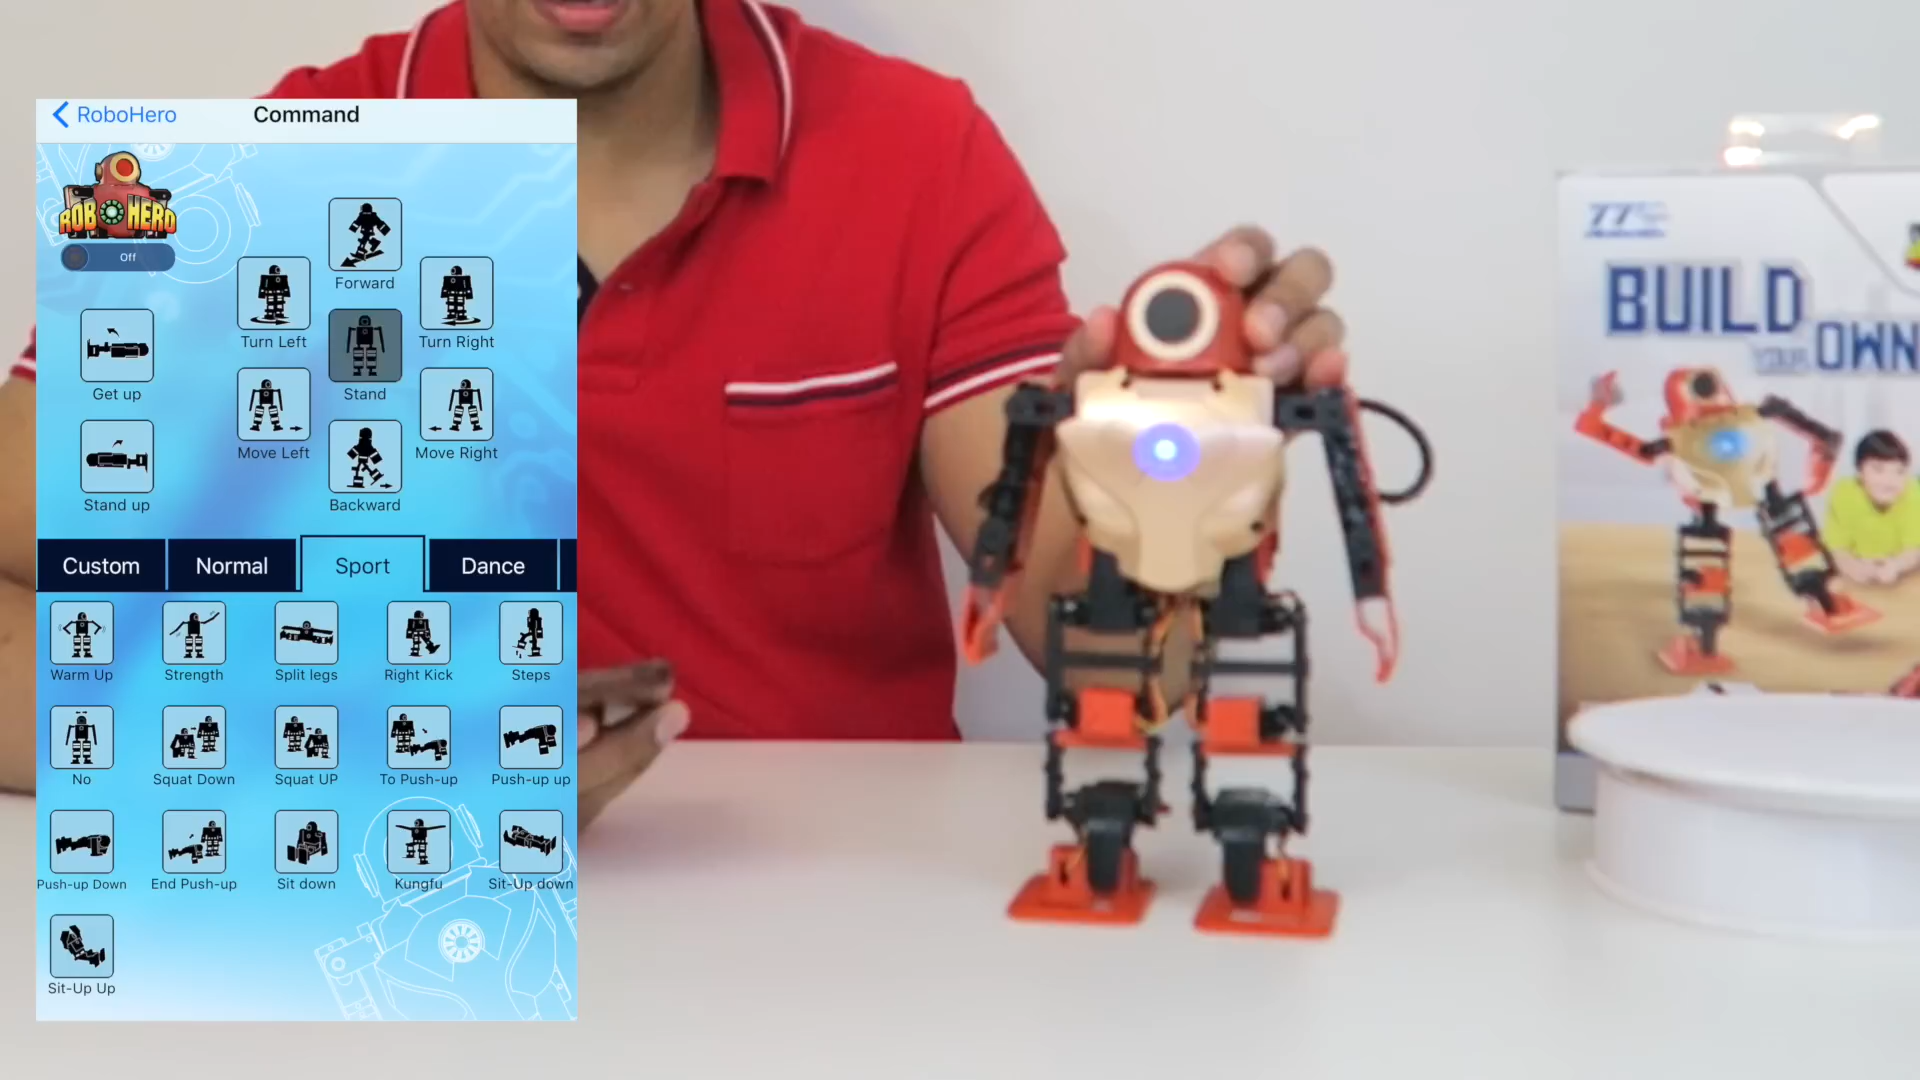 RoboHero
Command
ROBOHERO
Off
Forward
Turn Left
Turn Right
Get up
Stand
Move Left
Move Right
Stand up
Backward
Custom
Normal
Sport
Dance
Warm Up
Strength
Split legs
Right Kick
Steps
No
Squat Down
Squat UP
To Push-up
Push-up up
Push-up Down
End Push-up
Sit down
Kungfu
Sit-Up down
Sit-Up Up
77
BUILD
YOUR OWN